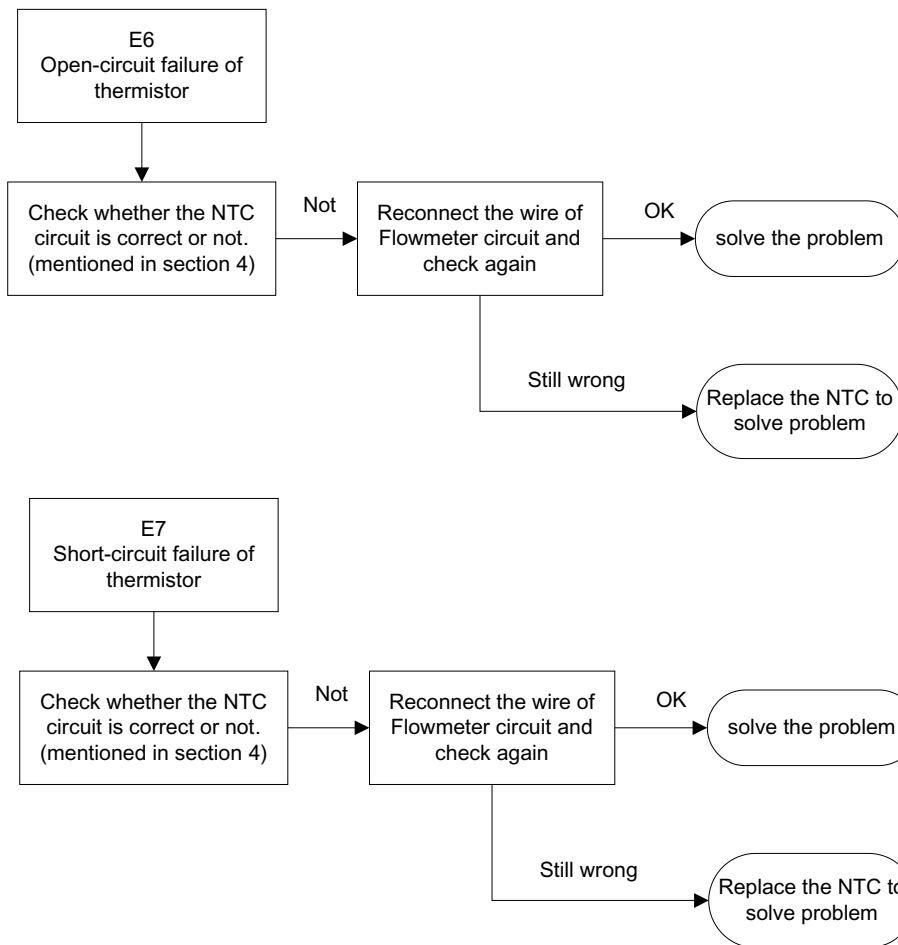 E6
Open-circuit failure of
thermistor
Check whether the NTC
circuit is correct or not.
(mentioned in section 4)
Not
Reconnect the wire of
Flowmeter circuit and
check again
OK
solve the problem
Still wrong
Replace the NTC to
solve problem
E7
Short-circuit failure of
thermistor
Check whether the NTC
circuit is correct or not.
(mentioned in section 4)
Not
Reconnect the wire of
Flowmeter circuit and
check again
OK
solve the problem
Still wrong
Replace the NTC to
solve problem